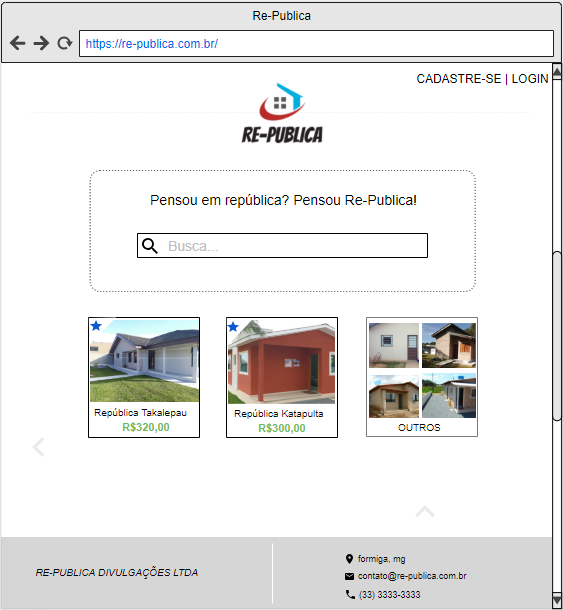 Re-Publica
https://re-publica.com.br/
CADASTRE-SE | LOGIN
RE-PUBLICA
Pensou em república? Pensou Re-Publica!
Busca...
República Takalepau
R$320,00
República Katapulta
R$300,00
OUTROS
RE-PUBLICA DIVULGAÇÕES LTDA
formiga, mg
contato@re-publica.com.br
(33) 3333-3333